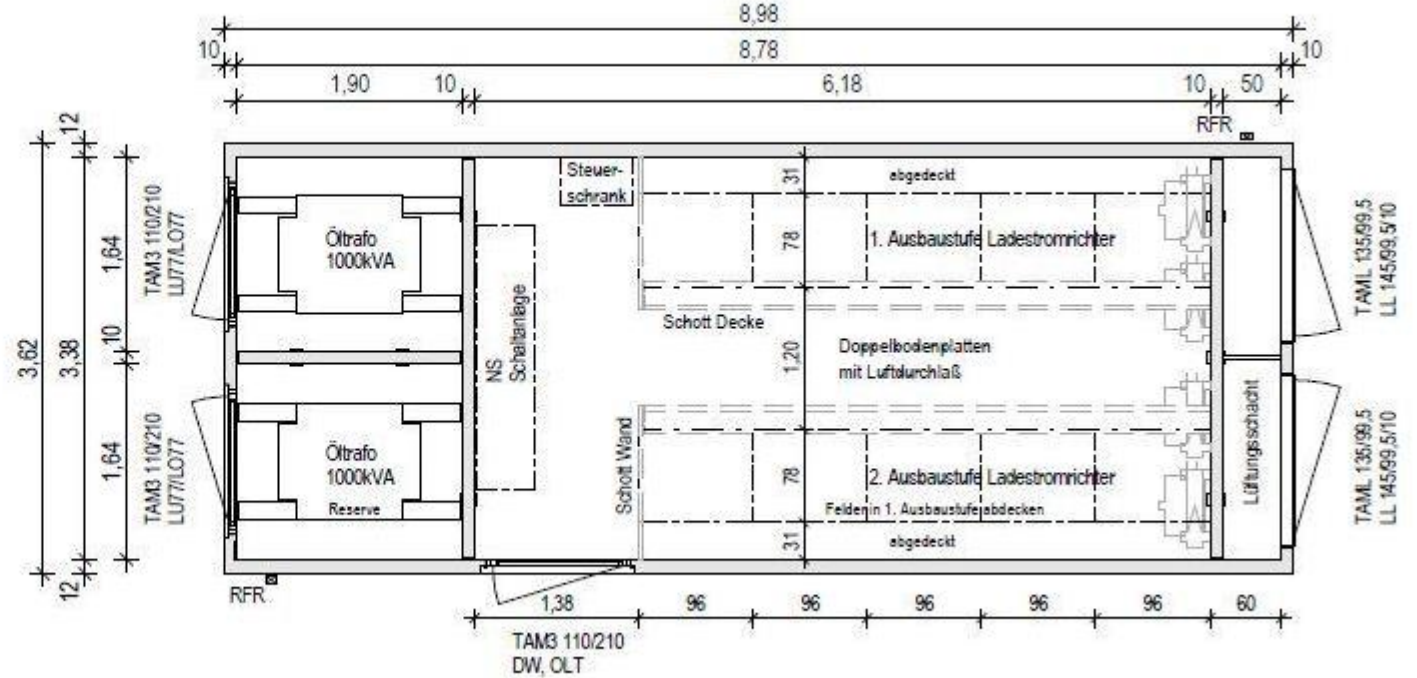 8,98
10
8,78
10
1,90
10
6,18
10
50
RFR
12
3,62
12
3,38
1,64
10
1,64
TAM3 110/210
LU77/LO77
TAM3 110/210
LU77/LO77
Öltrafo
1000kVA
Öltrafo
1000kVA
Reserve
RFR
NS
Schaltanlage
Steuer-
schrank
Schott Decke
Schott Wand
31
78
1,20
78
31
abgedeckt
1. Ausbaustufe Ladestromrichter
Doppelbodenplatten
mit Luftdurchlaß
2. Ausbaustufe Ladestromrichter
Felder in 1. Ausbaustufe abdecken
abgedeckt
Lüftungsschacht
TAML 135/99,5
LL 145/99,5/10
TAML 135/99,5
LL 145/99,5/10
1,38
96
96
96
96
96
60
TAM3 110/210
DW, OLT